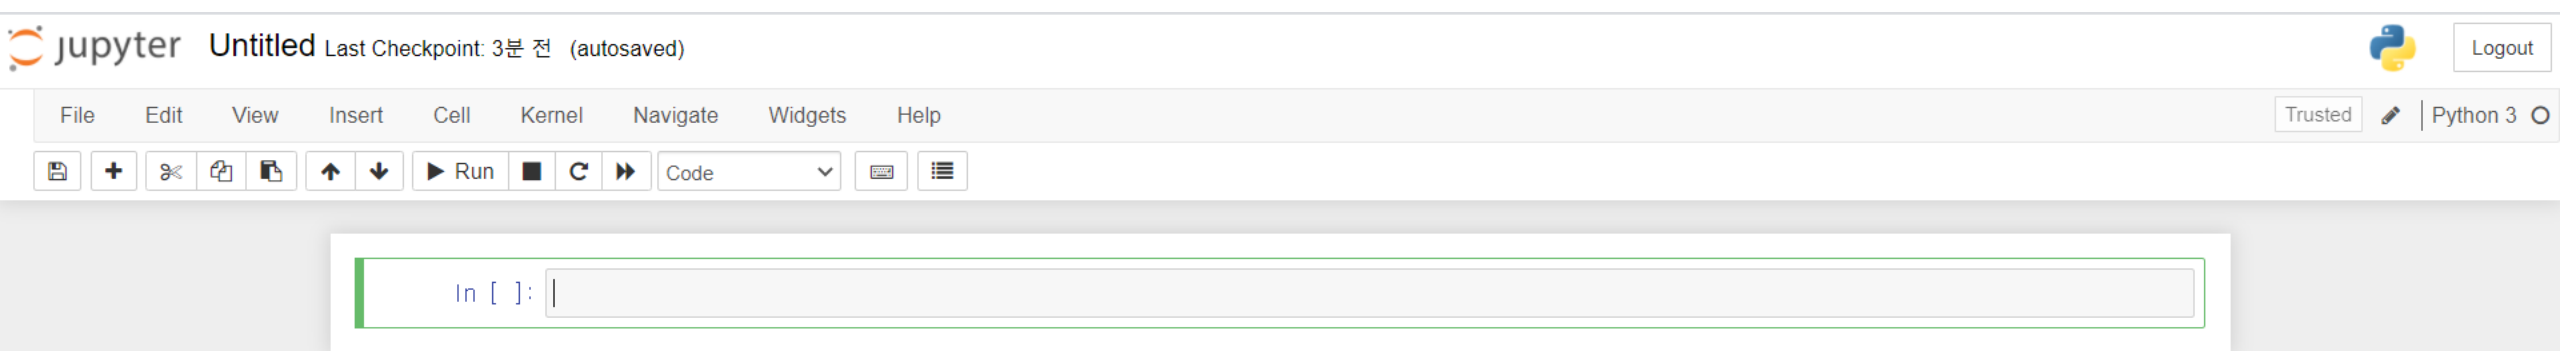 jupyter Untitled Last Checkpoint: 3분 전 (autosaved) Logout
File Edit View Insert Cell Kernel Navigate Widgets Help Trusted Python 3
Run Code
In [ ]: